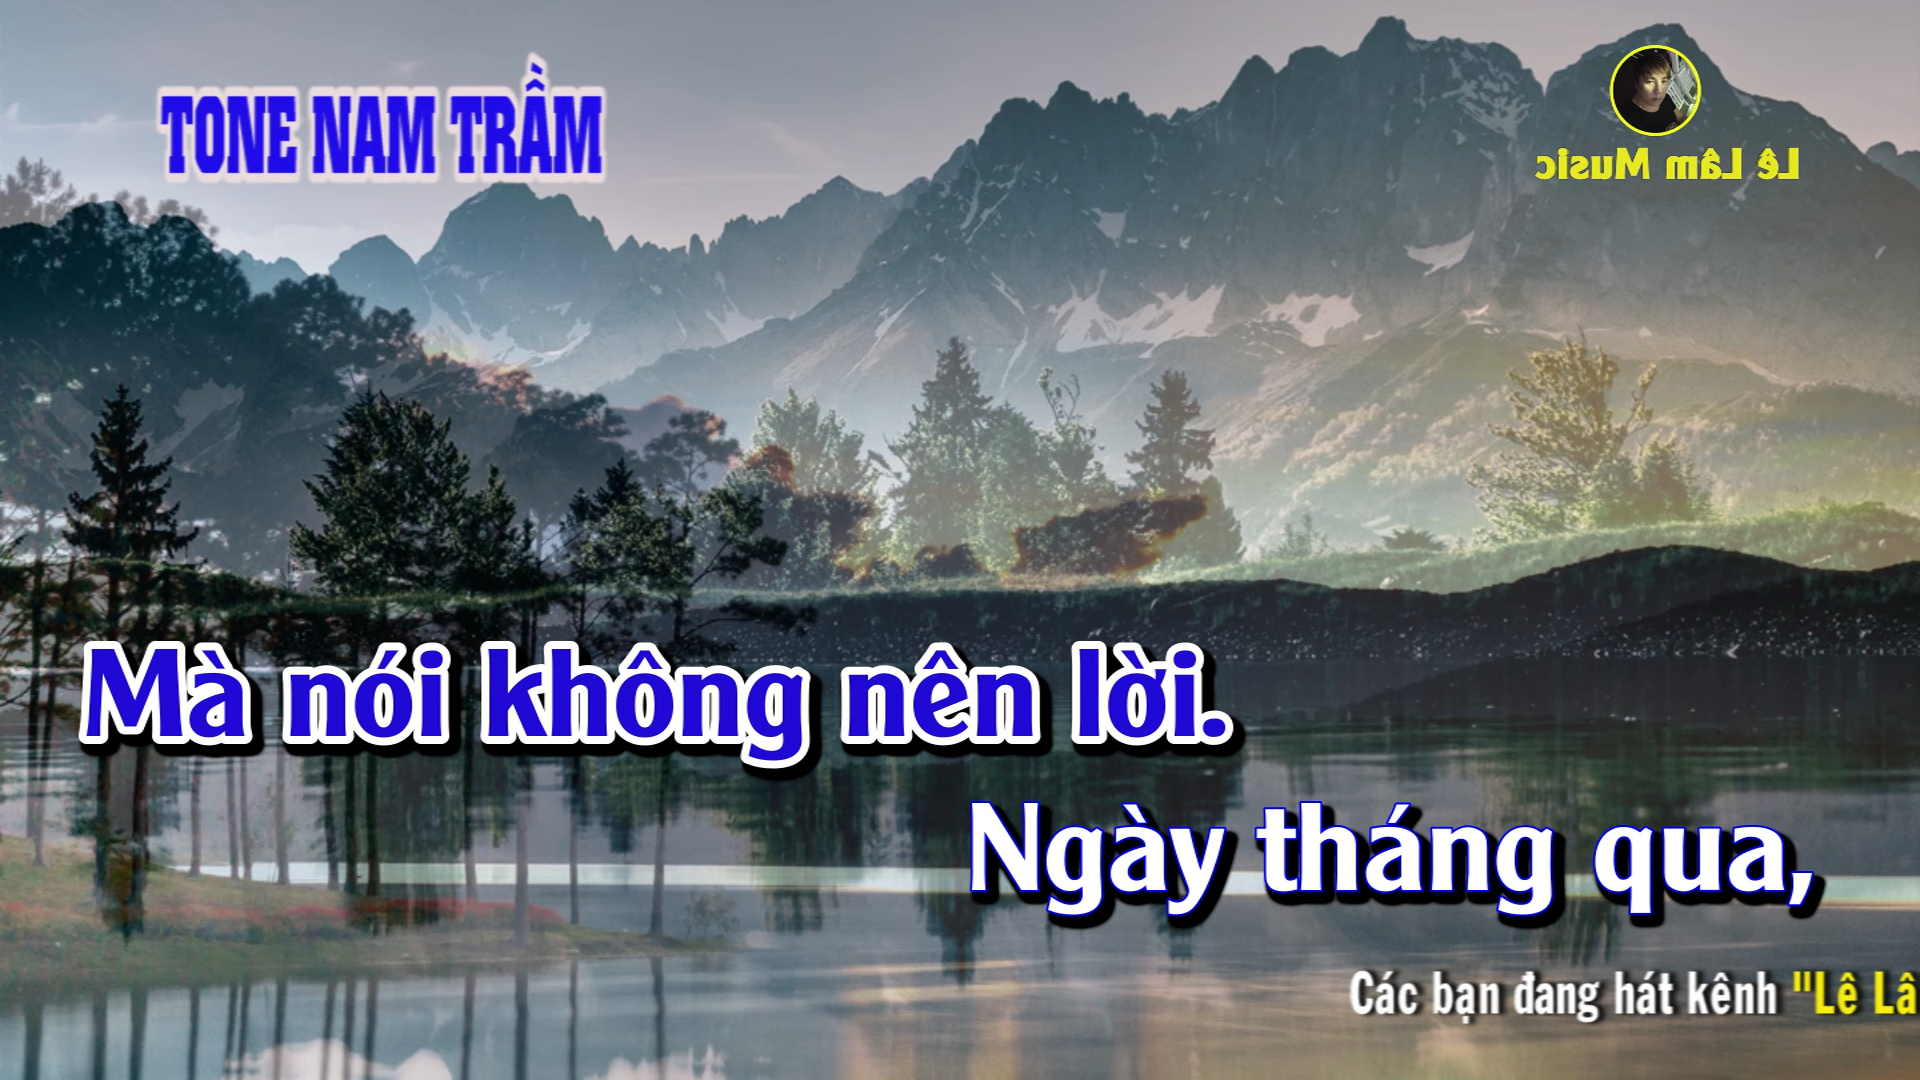 TONE NAM TRẦM
Lê Lâm Music
Mà nói không nên lời.
Ngày tháng qua,
Các bạn đang hát kênh "Lê Lâ